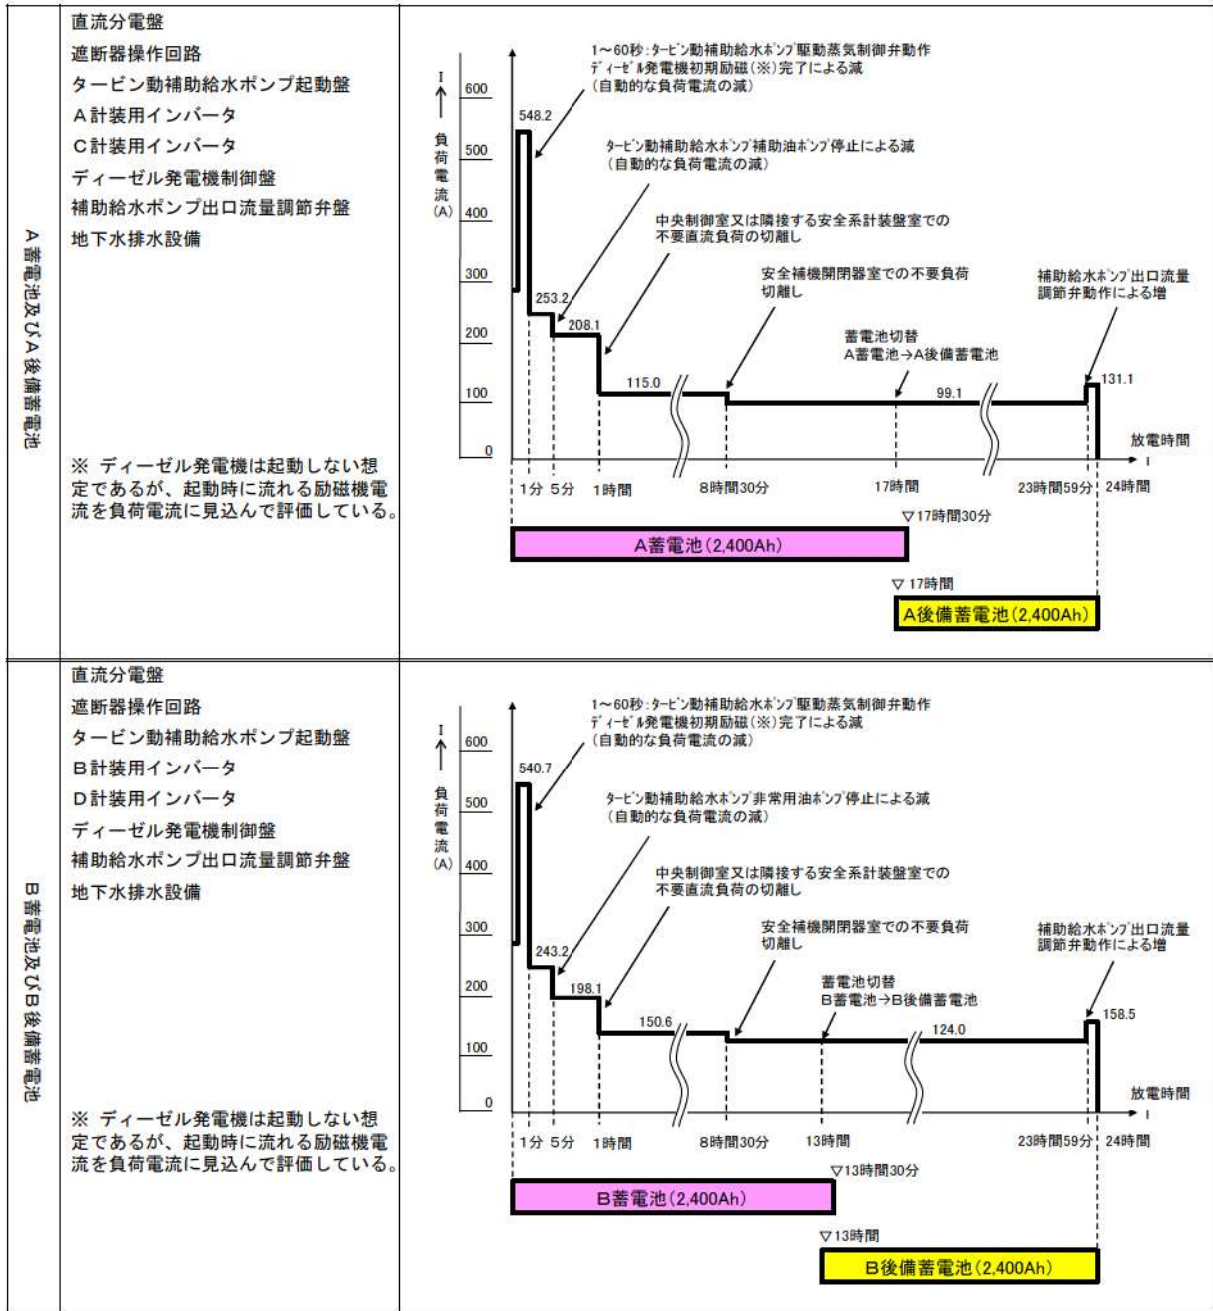 A蓄電池及びA後備蓄電池
直流分電盤
遮断器操作回路
タービン動補助給水ポンプ起動盤
A計装用インバータ
C計装用インバータ
ディーゼル発電機制御盤
補助給水ポンプ出口流量調節弁盤
地下水排水設備
※ ディーゼル発電機は起動しない想
定であるが、起動時に流れる励磁機電
流を負荷電流に見込んで評価している。
I
負荷電流(A)
600
500
400
300
200
100
0
548.2
253.2
208.1
115.0
99.1
131.1
1～60秒:タービン動補助給水ポンプ駆動蒸気制御弁動作
ディーゼル発電機初期励磁(※)完了による減
(自動的な負荷電流の減)
タービン動補助給水ポンプ補助油ポンプ停止による減
(自動的な負荷電流の減)
中央制御室又は隣接する安全系計装盤室での
不要直流負荷の切離し
安全補機開閉器室での不要負荷
切離し
蓄電池切替
A蓄電池→A後備蓄電池
補助給水ポンプ出口流量
調節弁動作による増
放電時間
1分 5分 1時間 8時間30分 17時間 23時間59分 24時間
▽17時間30分
A蓄電池(2,400Ah)
▽ 17時間
A後備蓄電池(2,400Ah)
B蓄電池及びB後備蓄電池
直流分電盤
遮断器操作回路
タービン動補助給水ポンプ起動盤
B計装用インバータ
D計装用インバータ
ディーゼル発電機制御盤
補助給水ポンプ出口流量調節弁盤
地下水排水設備
※ ディーゼル発電機は起動しない想
定であるが、起動時に流れる励磁機電
流を負荷電流に見込んで評価している。
I
負荷電流(A)
600
500
400
300
200
100
0
540.7
243.2
198.1
150.6
124.0
158.5
1～60秒:タービン動補助給水ポンプ駆動蒸気制御弁動作
ディーゼル発電機初期励磁(※)完了による減
(自動的な負荷電流の減)
タービン動補助給水ポンプ非常用油ポンプ停止による減
(自動的な負荷電流の減)
中央制御室又は隣接する安全系計装盤室での
不要直流負荷の切離し
安全補機開閉器室での不要負荷
切離し
蓄電池切替
B蓄電池→B後備蓄電池
補助給水ポンプ出口流量
調節弁動作による増
放電時間
1分 5分 1時間 8時間30分 13時間 23時間59分 24時間
▽13時間30分
B蓄電池(2,400Ah)
▽13時間
B後備蓄電池(2,400Ah)